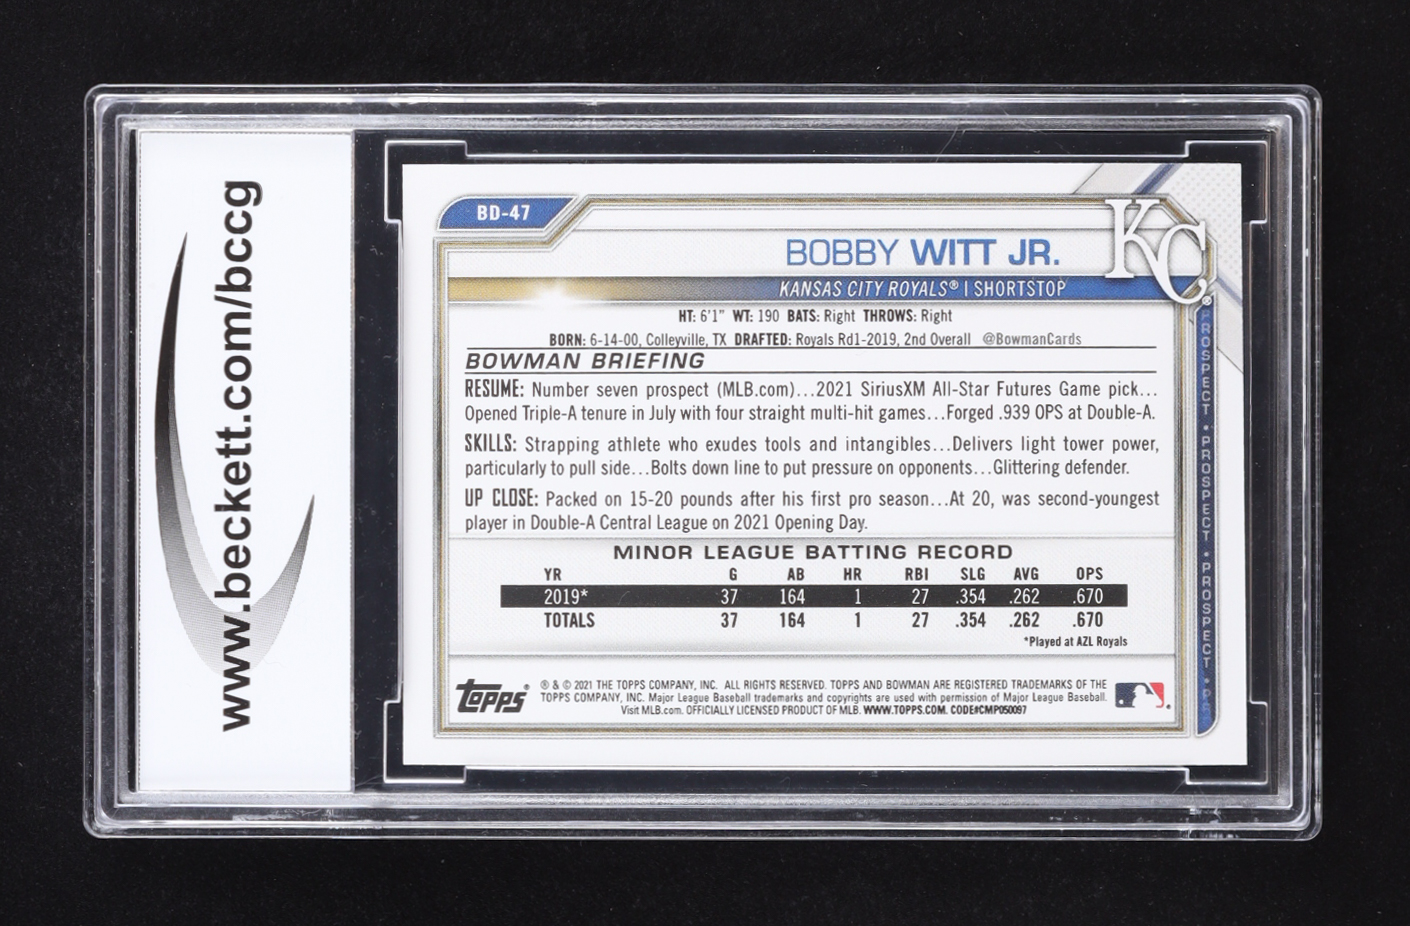 www.beckett.com/bccg
BD-47
BOBBY WITT JR.
KC
KANSAS CITY ROYALS® | SHORTSTOP
HT: 6'1" WT: 190 BATS: Right THROWS: Right
BORN: 6-14-00, Colleyville, TX DRAFTED: Royals Rd1-2019, 2nd Overall @BowmanCards
BOWMAN BRIEFING
RESUME: Number seven prospect (MLB.com)...2021 SiriusXM All-Star Futures Game pick...
Opened Triple-A tenure in July with four straight multi-hit games...Forged .939 OPS at Double-A.
SKILLS: Strapping athlete who exudes tools and intangibles...Delivers light tower power,
particularly to pull side...Bolts down line to put pressure on opponents...Glittering defender.
UP CLOSE: Packed on 15-20 pounds after his first pro season...At 20, was second-youngest
player in Double-A Central League on 2021 Opening Day.
MINOR LEAGUE BATTING RECORD
YR G AB HR RBI SLG AVG OPS
2019* 37 164 1 27 .354 .262 .670
TOTALS 37 164 1 27 .354 .262 .670
*Played at AZL Royals
Topps®
® & © 2021 THE TOPPS COMPANY, INC. ALL RIGHTS RESERVED. TOPPS AND BOWMAN ARE REGISTERED TRADEMARKS OF THE
TOPPS COMPANY, INC. Major League Baseball trademarks and copyrights are used with permission of Major League Baseball.
Visit MLB.com. OFFICIALLY LICENSED PRODUCT OF MLB. WWW.TOPPS.COM. CODE#CMP050097
PROSPECT • PROSPECT • PROSPECT •